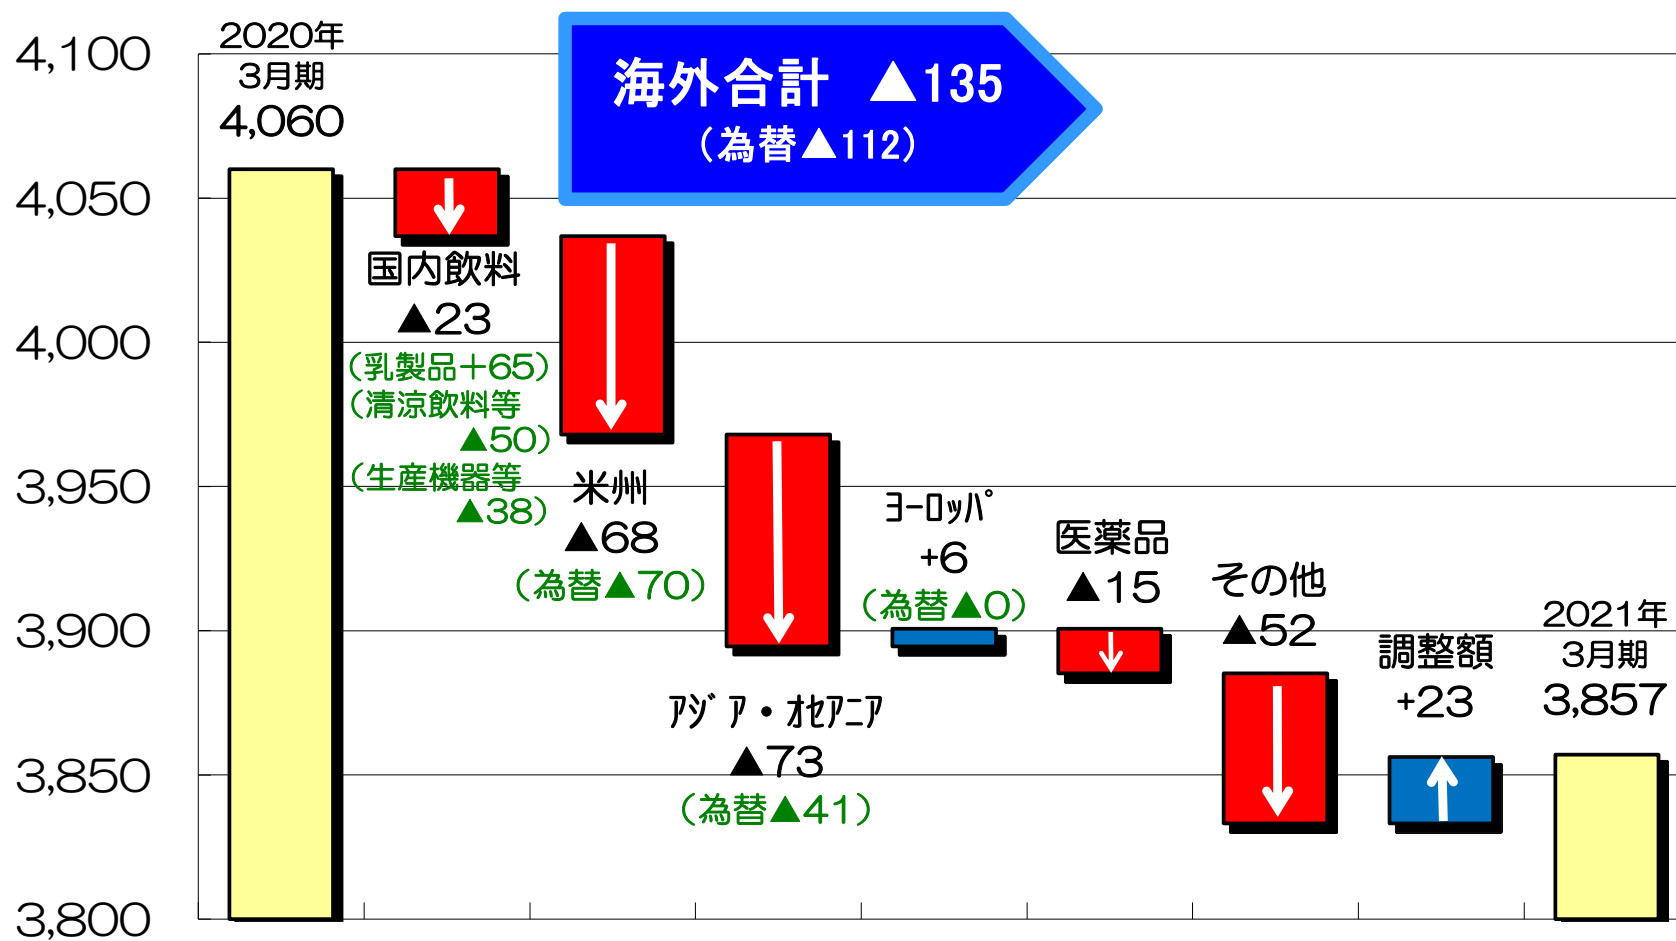 4,100
4,050
4,000
3,950
3,900
3,850
3,800
2020年
3月期
4,060
海外合計 ▲135
(為替▲112)
国内飲料
▲23
(乳製品+65)
(清涼飲料等
▲50)
(生産機器等
▲38)
米州
▲68
(為替▲70)
ｱｼﾞｱ・ｵｾｱﾆｱ
▲73
(為替▲41)
ﾖｰﾛｯﾊﾟ
+6
(為替▲0)
医薬品
▲15
その他
▲52
調整額
+23
2021年
3月期
3,857